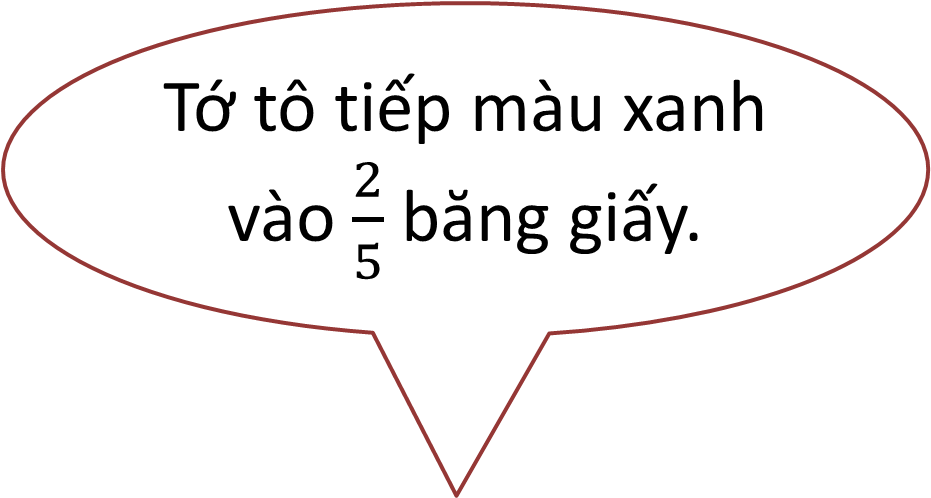 Tớ tô tiếp màu xanh
vào 2/5 băng giấy.